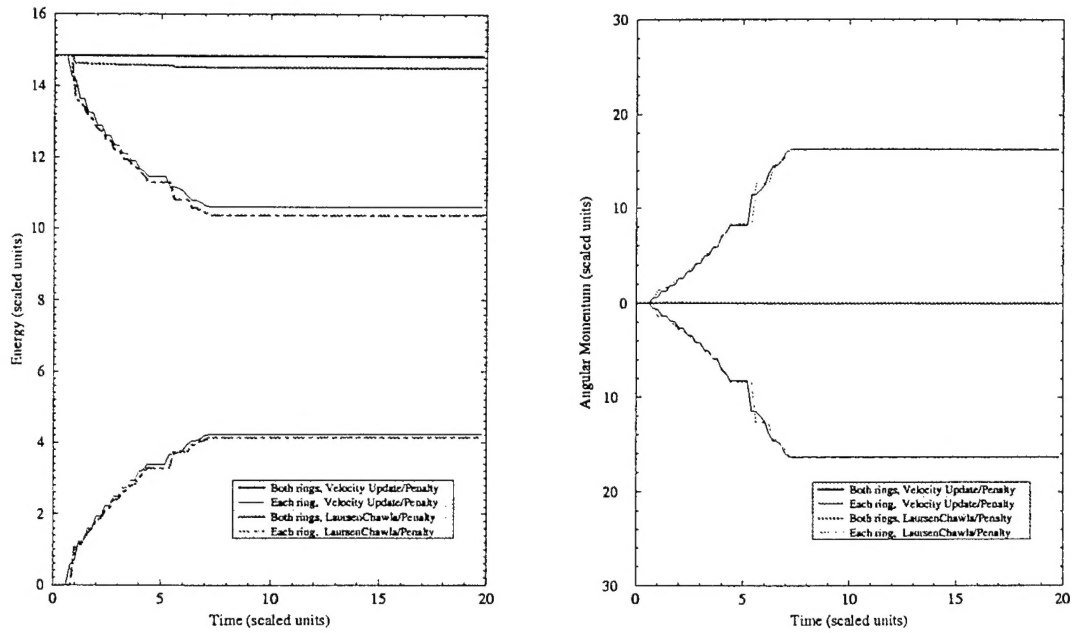 16
14
12
10
8
6
4
2
0
Energy (scaled units)
0
5
10
15
20
Time (scaled units)
Both rings, Velocity Update/Penalty
Each ring, Velocity Update/Penalty
Both rings, LaursenChawla/Penalty
Each ring, LaursenChawla/Penalty
30
20
10
0
10
20
30
Angular Momentum (scaled units)
0
5
10
15
20
Time (scaled units)
Both rings, Velocity Update/Penalty
Each ring, Velocity Update/Penalty
Both rings, LaursenChawla/Penalty
Each ring, LaursenChawla/Penalty